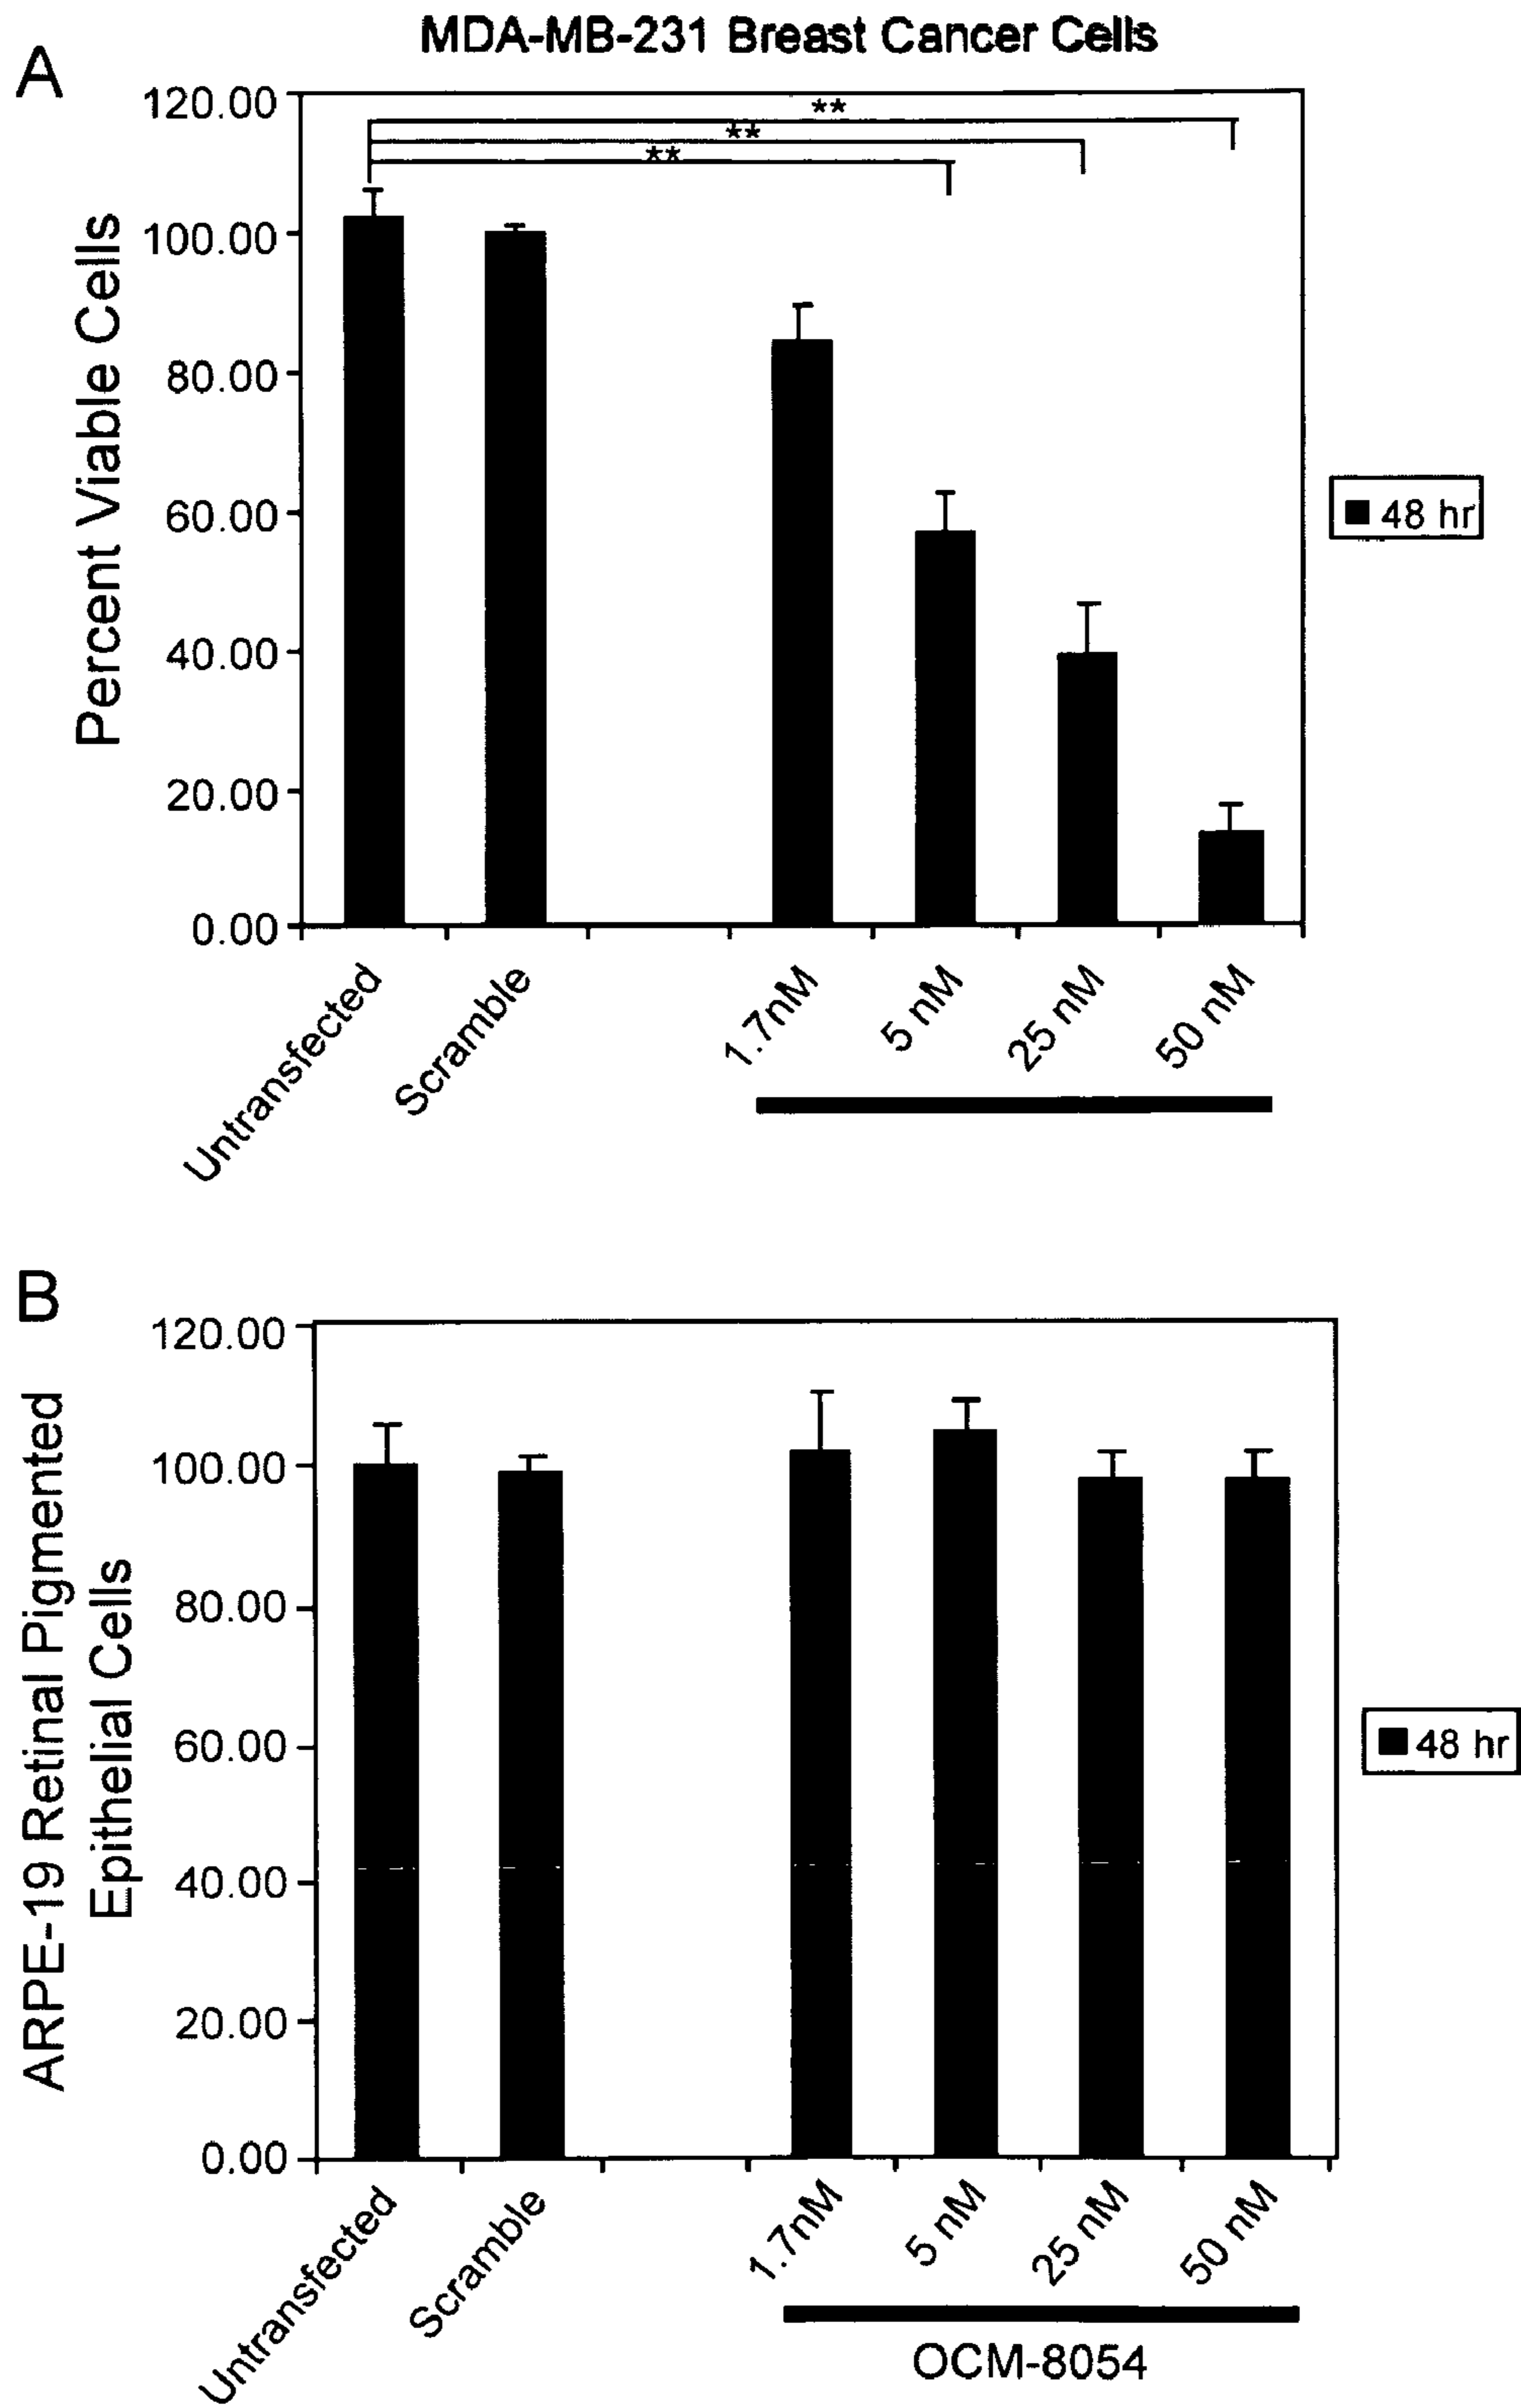 A
MDA-MB-231 Breast Cancer Cells
Percent Viable Cells
120.00
100.00
80.00
60.00
40.00
20.00
0.00
**
**
**
48 hr
Untransfected
Scramble
1.7nM
5 nM
25 nM
50 nM
B
ARPE-19 Retinal Pigmented
Epithelial Cells
120.00
100.00
80.00
60.00
40.00
20.00
0.00
48 hr
Untransfected
Scramble
1.7nM
5 nM
25 nM
50 nM
OCM-8054